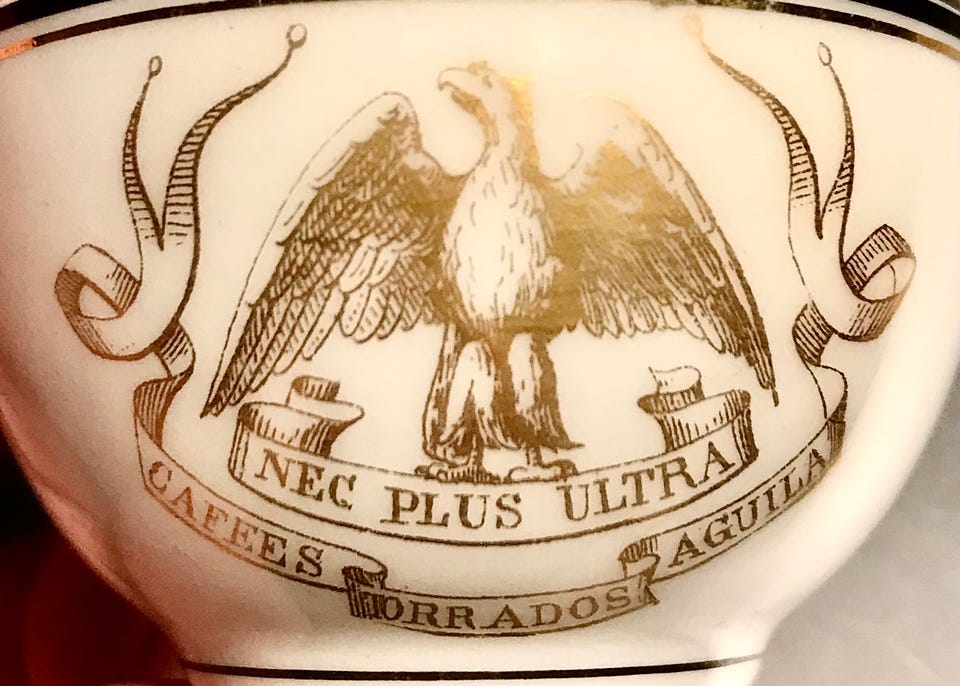 NEC PLUS ULTRA
CAFEES TORRADOS AGUILA